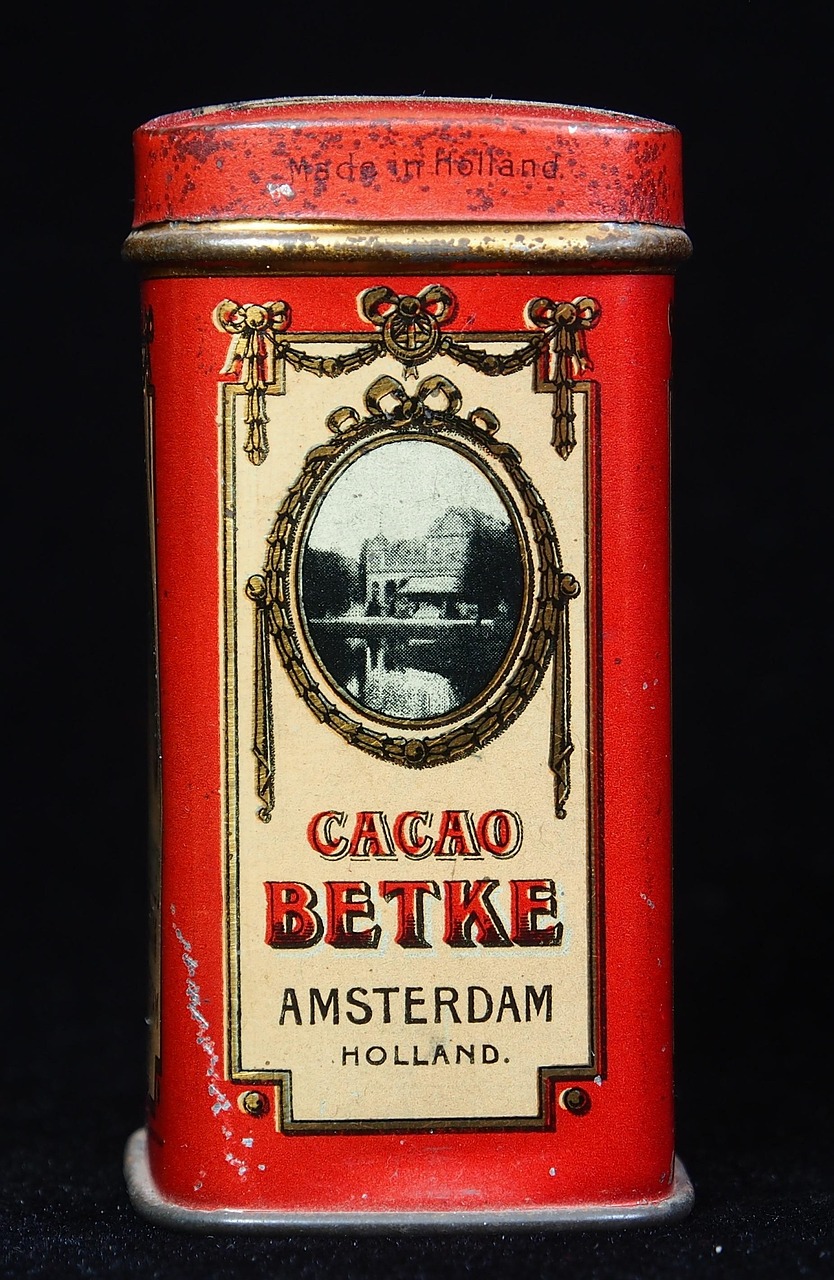 Made in Holland.
CACAO
BETKE
AMSTERDAM
HOLLAND.